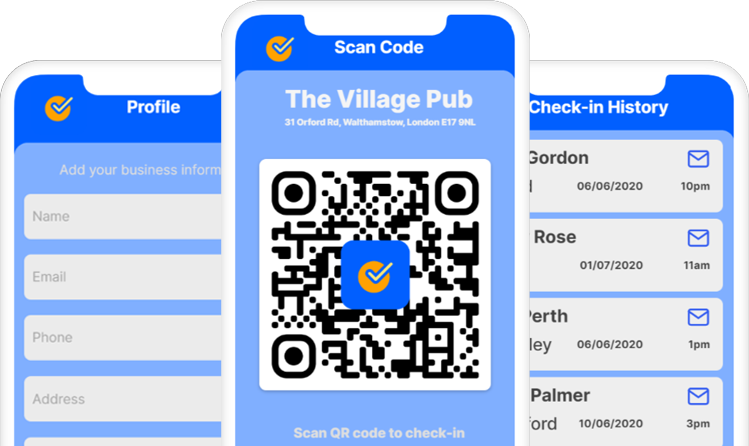 Profile
Add your business inform
Name
Email
Phone
Address
Scan Code
The Village Pub
31 Orford Rd, Walthamstow, London E17 9NL
Scan QR code to check-in
Check-in History
Gordon
06/06/2020 10pm
Rose
01/07/2020 11am
Perth
ley 06/06/2020 1pm
Palmer
ford 10/06/2020 3pm